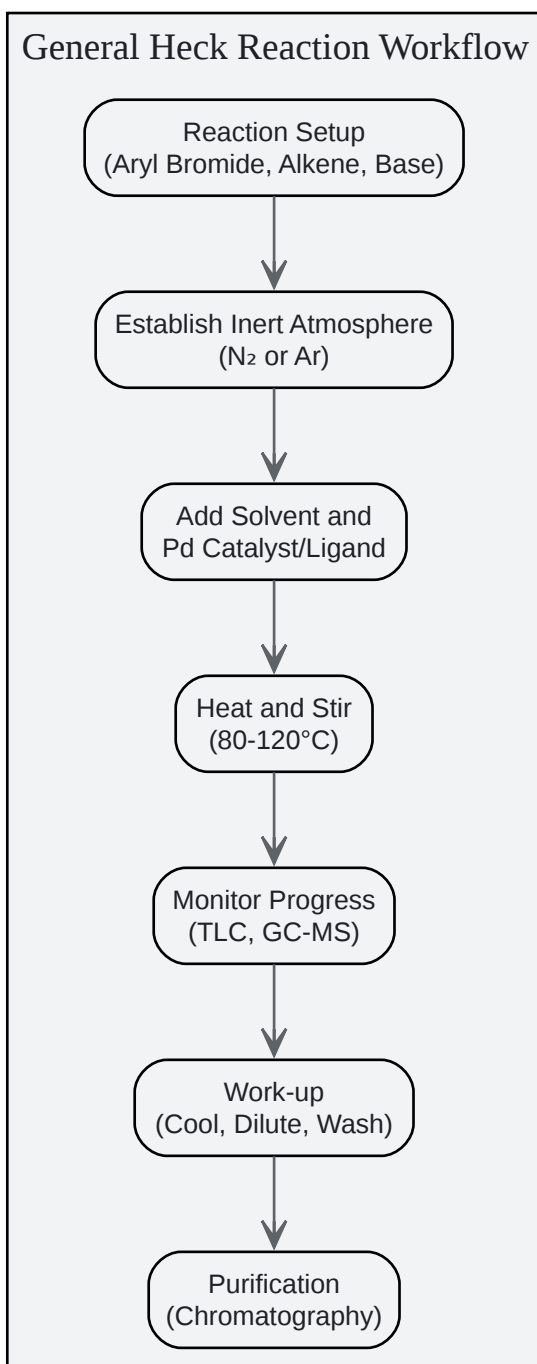 General Heck Reaction Workflow
Reaction Setup
(Aryl Bromide, Alkene, Base)
Establish Inert Atmosphere
(N₂ or Ar)
Add Solvent and
Pd Catalyst/Ligand
Heat and Stir
(80-120°C)
Monitor Progress
(TLC, GC-MS)
Work-up
(Cool, Dilute, Wash)
Purification
(Chromatography)